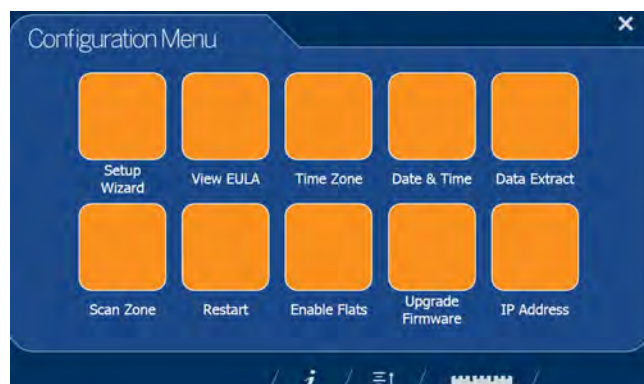 Configuration Menu
Setup
Wizard
View EULA
Time Zone
Date & Time
Data Extract
Scan Zone
Restart
Enable Flats
Upgrade
Firmware
IP Address